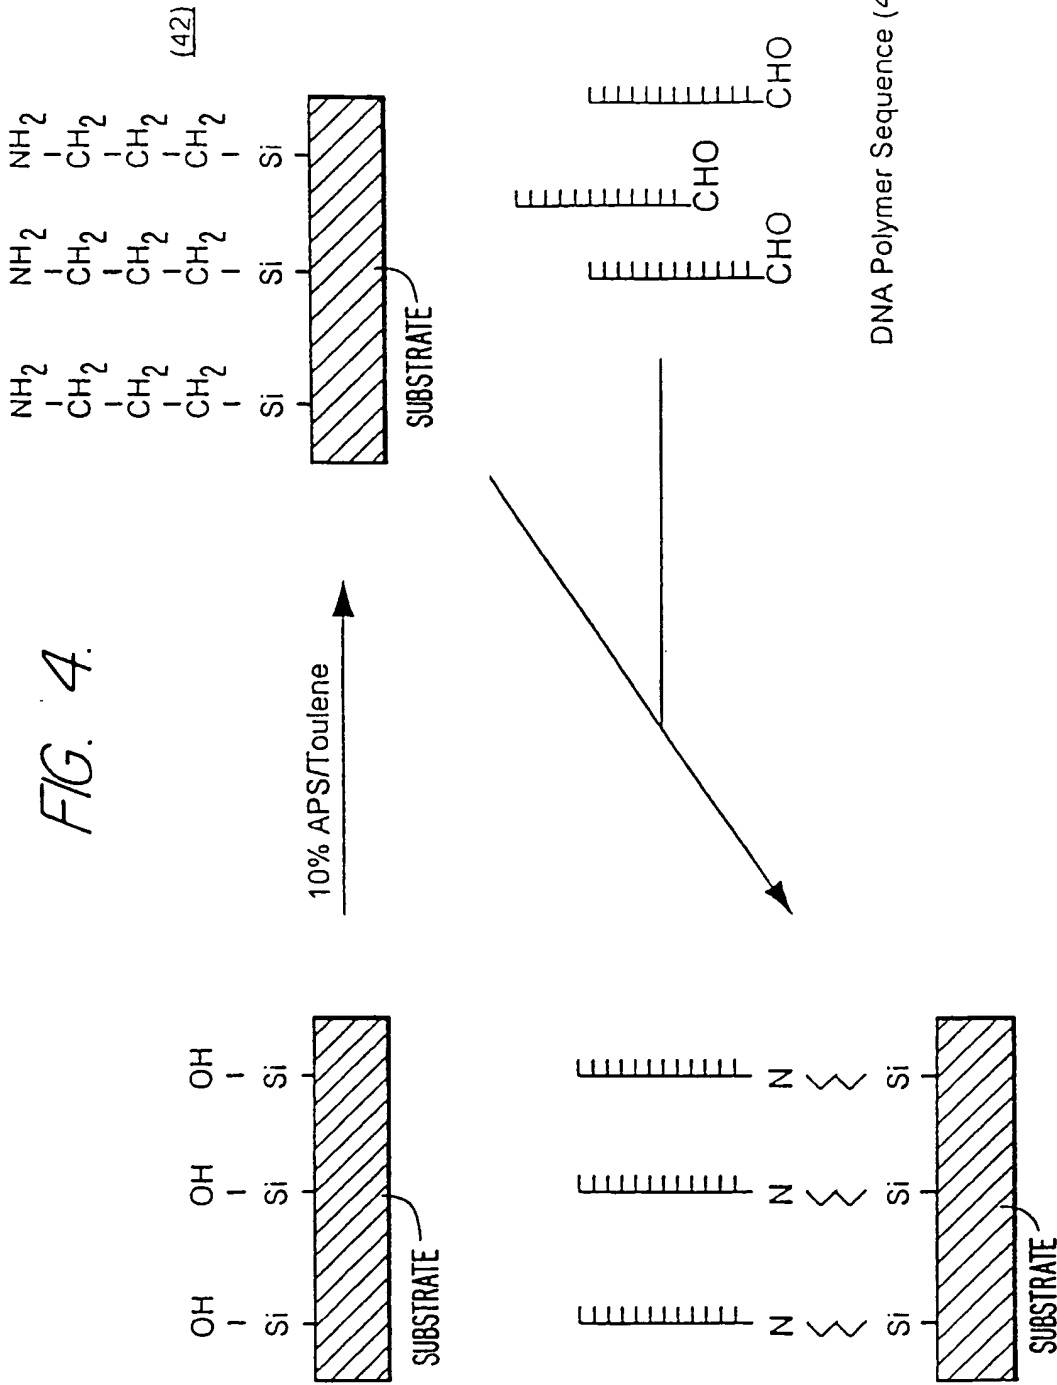 FIG. 4.
OH OH OH
Si Si Si
SUBSTRATE
10% APS/Toulene
NH2 NH2 NH2
CH2 CH2 CH2
CH2 CH2 CH2
CH2 CH2 CH2
Si Si Si
SUBSTRATE
(42)
N N N
Si Si Si
SUBSTRATE
CHO
CHO
CHO
DNA Polymer Sequence (4